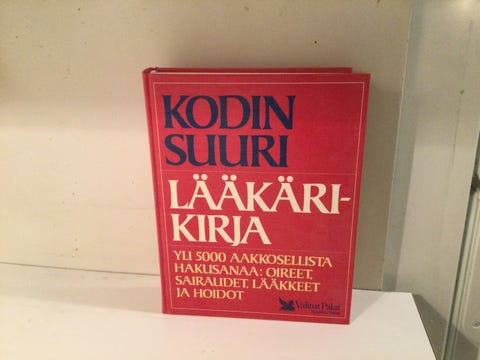 KODIN
SUURI
LÄÄKÄRI-
KIRJA
YLI 5000 AAKKOSELLISTA
HAKUSANAA: OIREET,
SAIRAUDET, LÄÄKKEET
JA HOIDOT
Valitut Palat